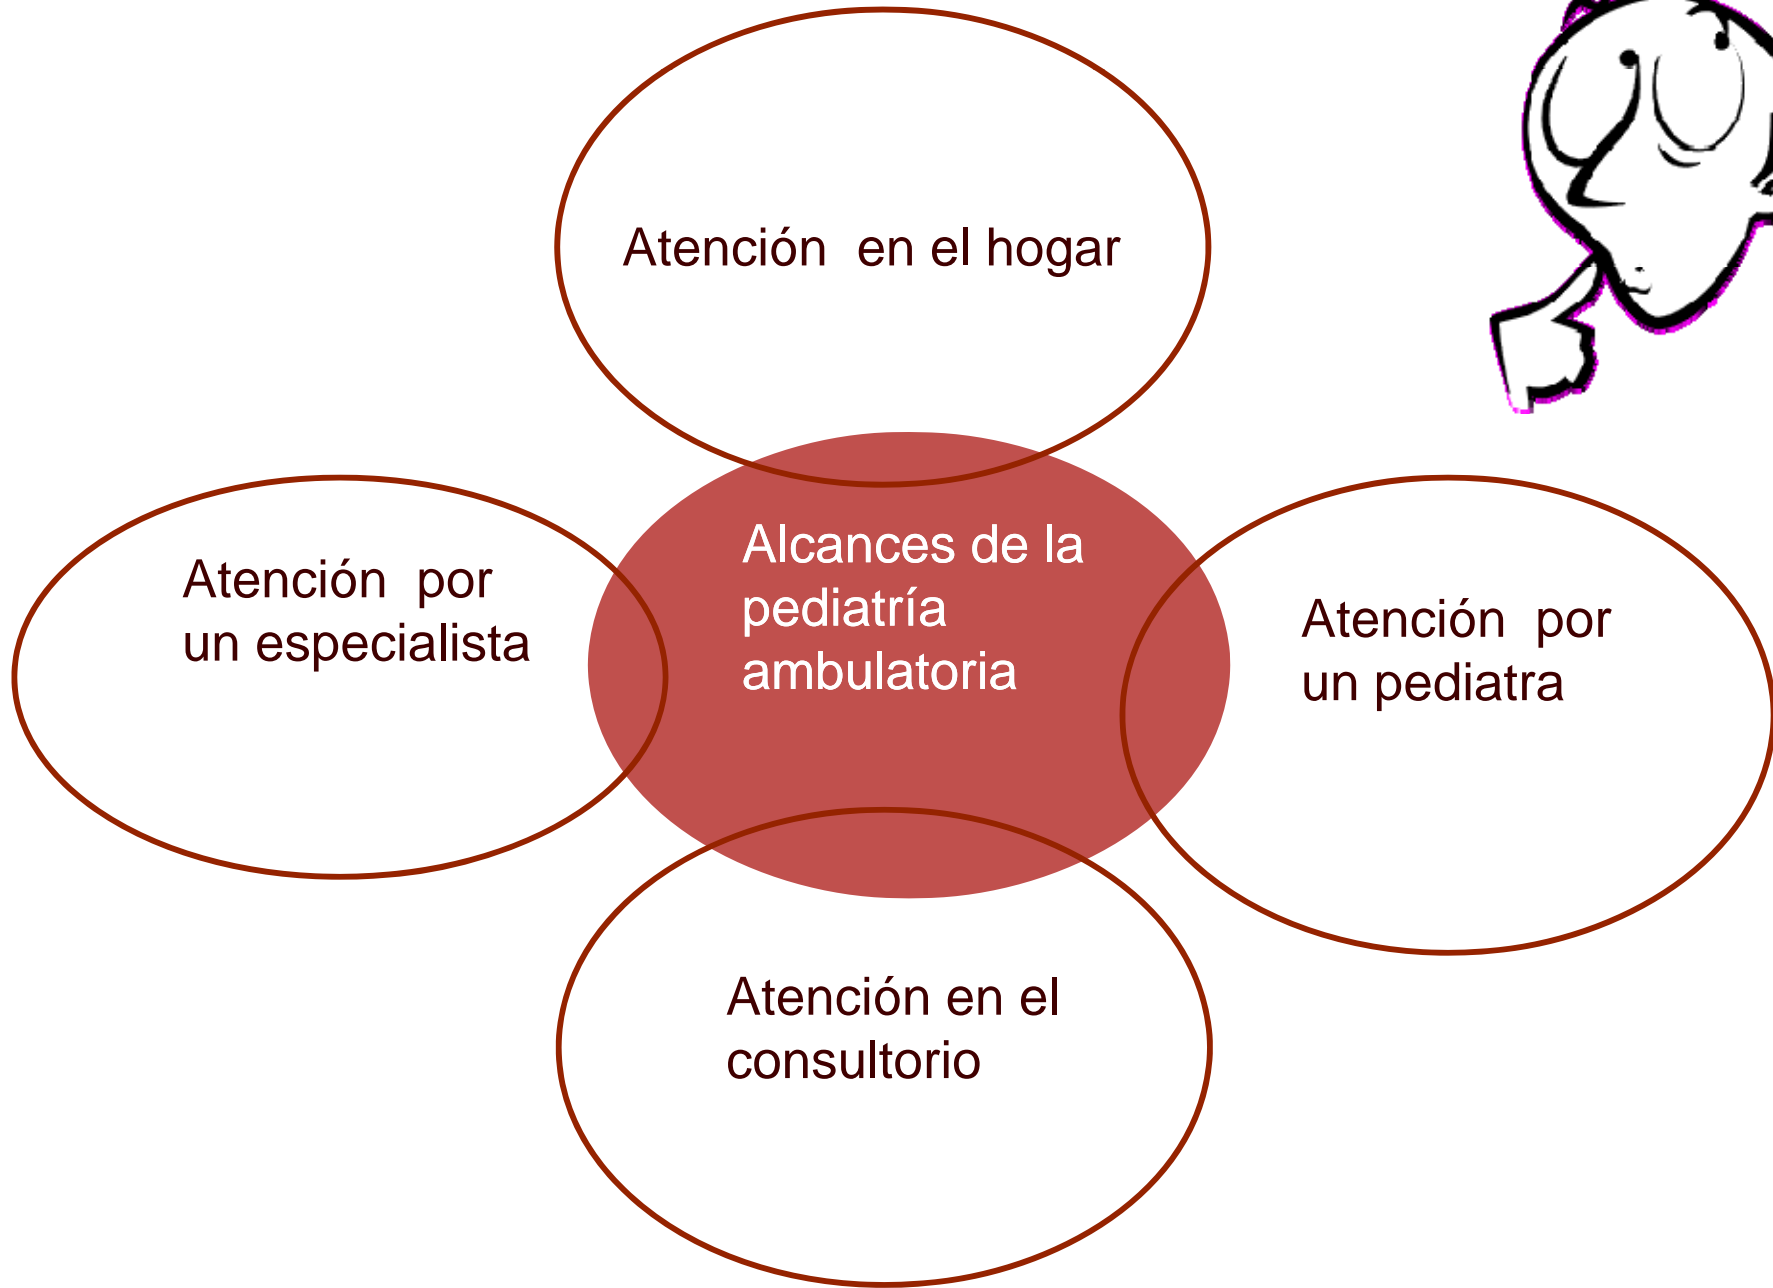 Atención en el hogar
Atención por
un especialista
Alcances de la
pediatría
ambulatoria
Atención por
un pediatra
Atención en el
consultorio